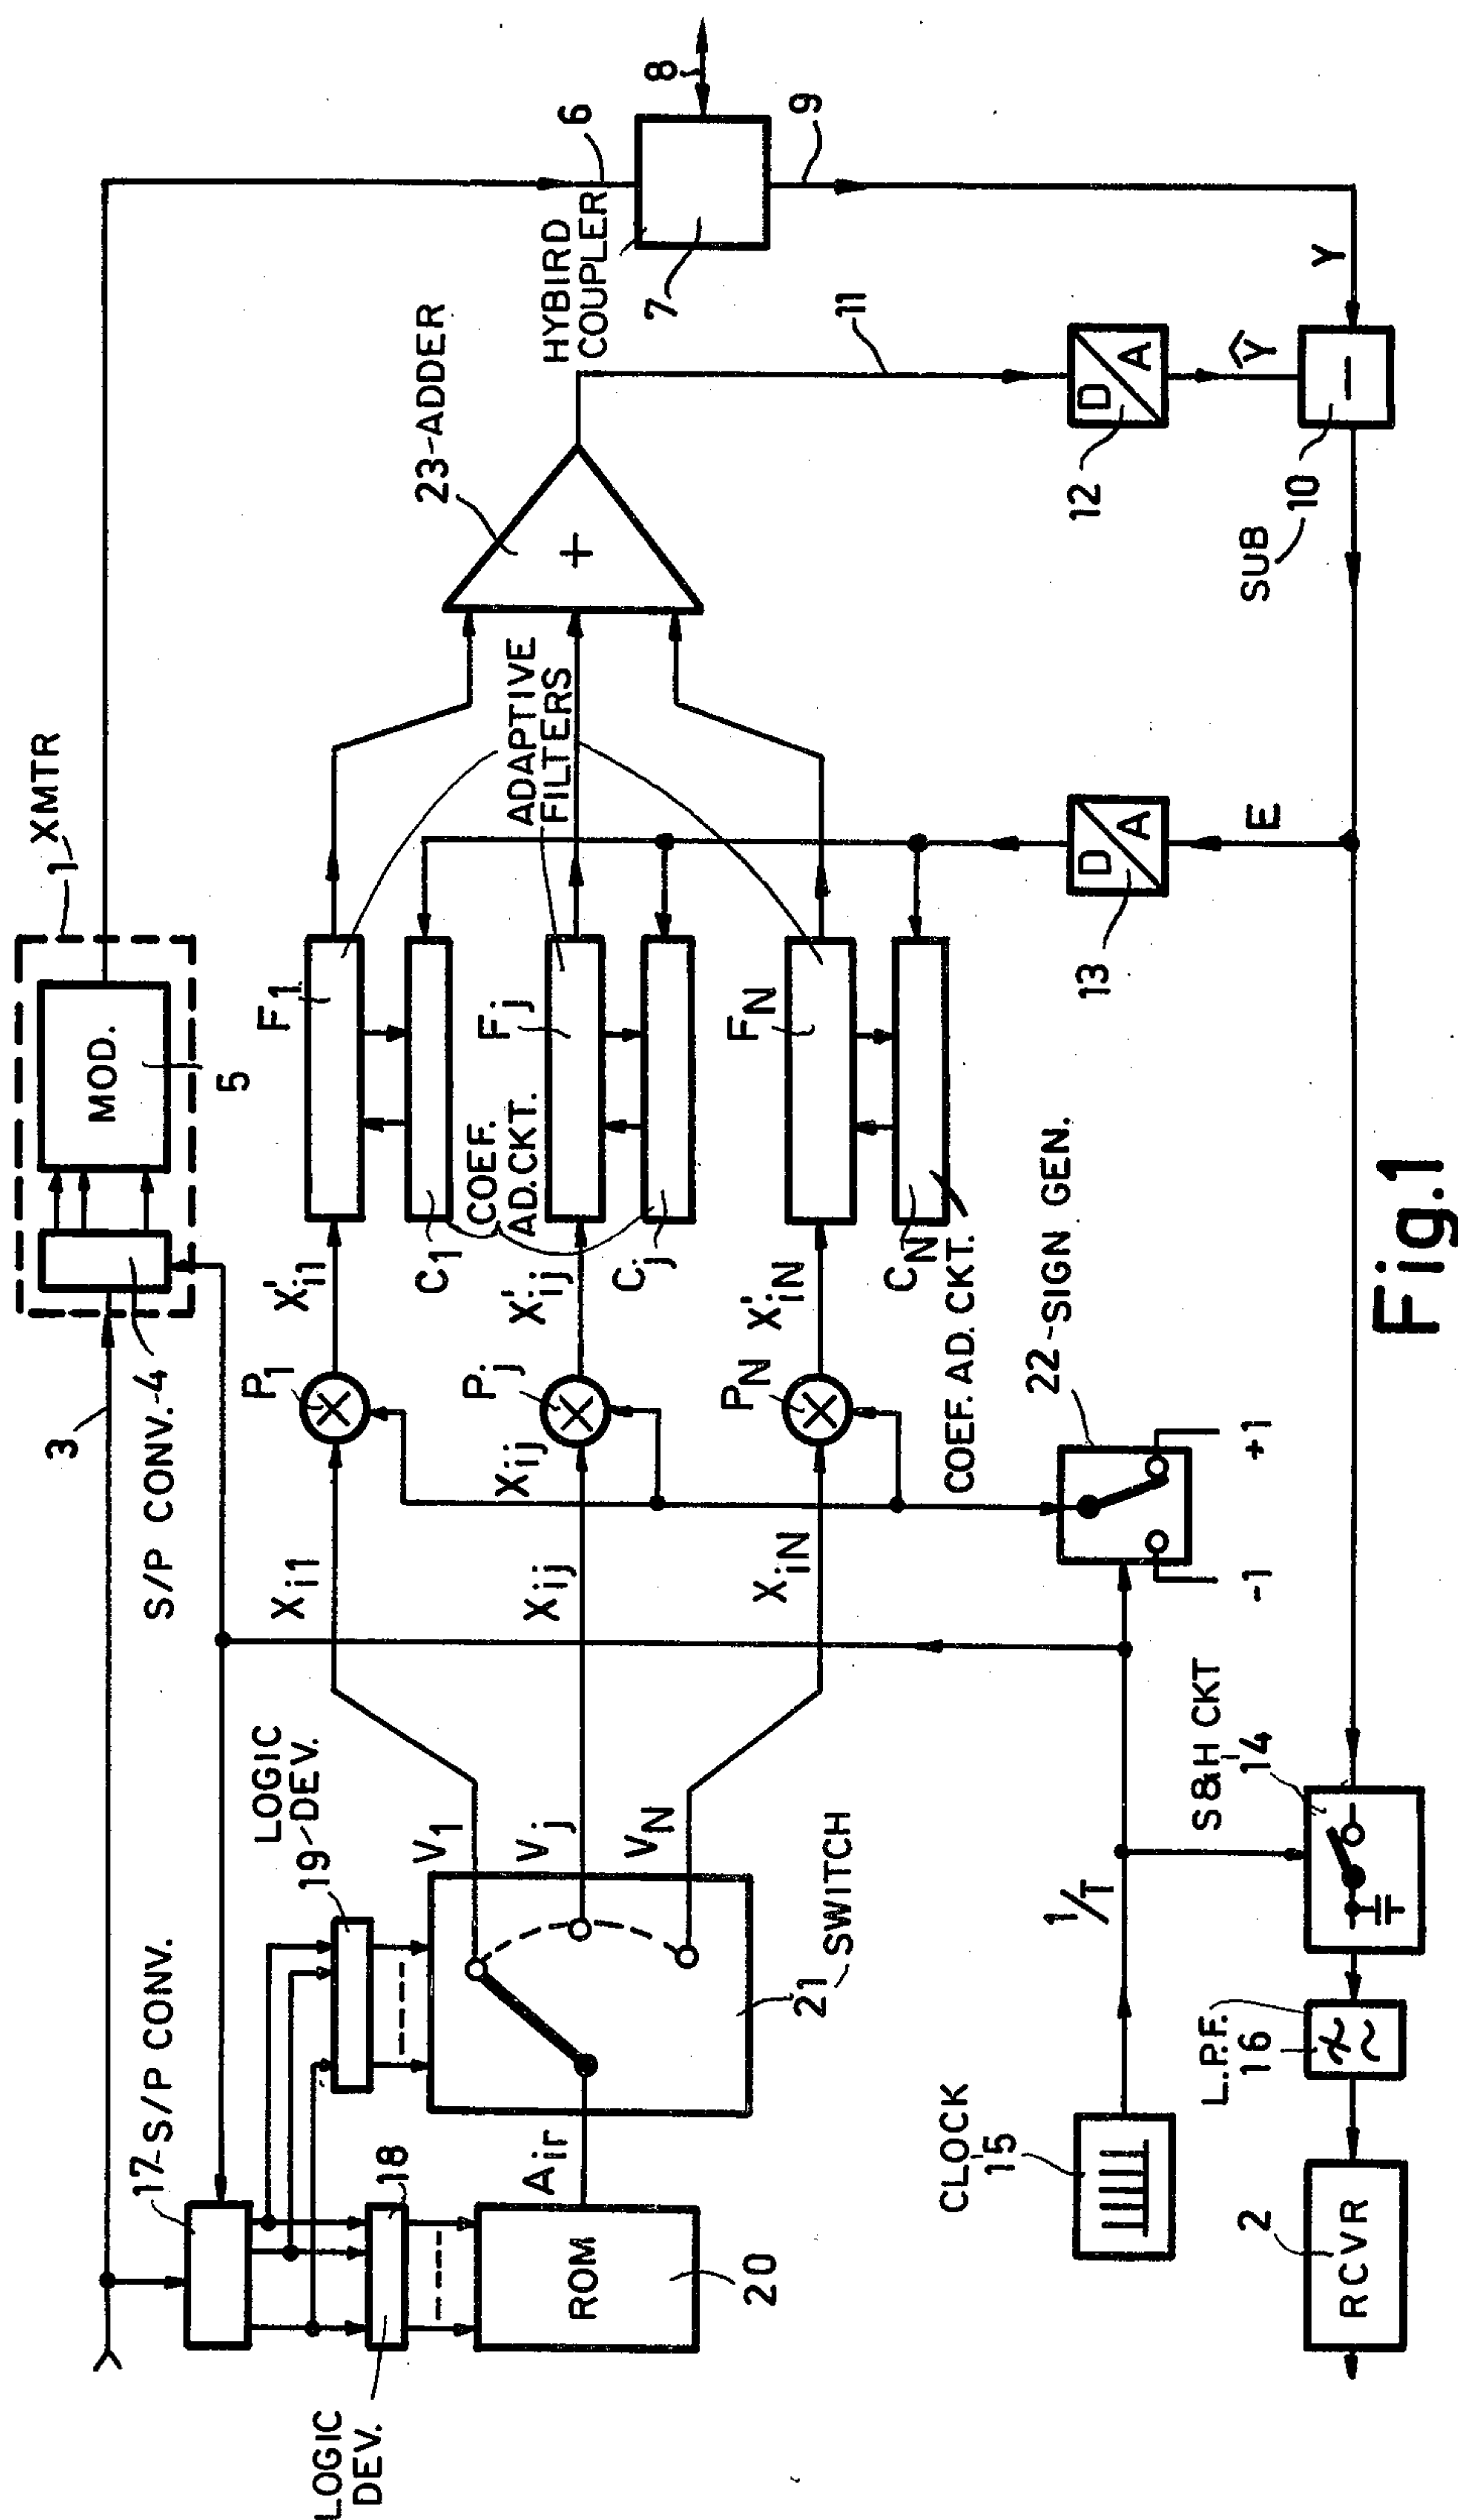 1 XMTR
MOD.
5
3
S/P CONV.-4
17-S/P CONV.
LOGIC
19-DEV.
LOGIC
DEV.
18
ROM
20
Air
21 SWITCH
V1
Vj
VN
Xi1
Xij
XiN
Xij
P1
Pj
PN
X'i1
X'ij
X'iN
F1
Fj
FN
C1
Cj
CN
COEF.
AD.CKT.
COEF. AD. CKT.
ADAPTIVE
FILTERS
23-ADDER
+
HYBIRD
COUPLER
6
7
8
9
11
12
D
A
Ŷ
Y
SUB
10
−
E
13
D
A
22-SIGN GEN.
+1
-1
1/T
CLOCK
15
S&H CKT
14
L.P.F.
16
2
RCVR
Fig.1